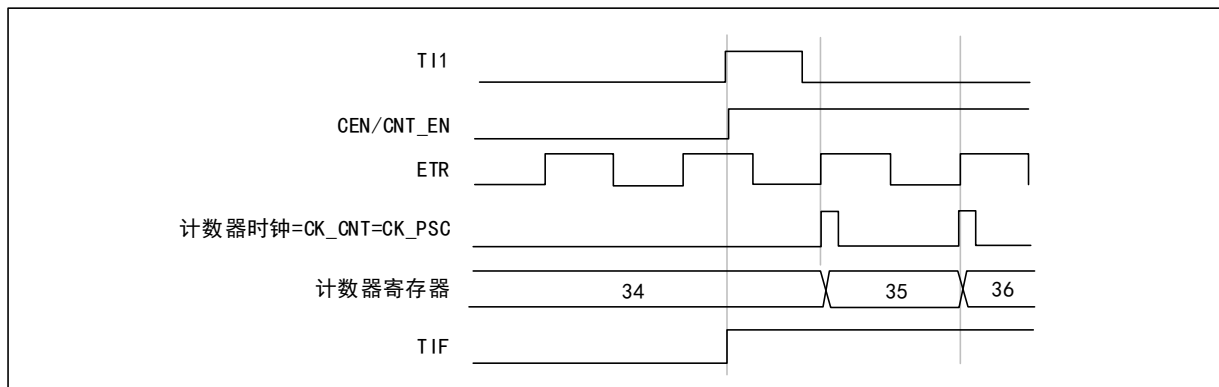 TI1
CEN/CNT_EN
ETR
计数器时钟=CK_CNT=CK_PSC
计数器寄存器
34
35
36
TIF